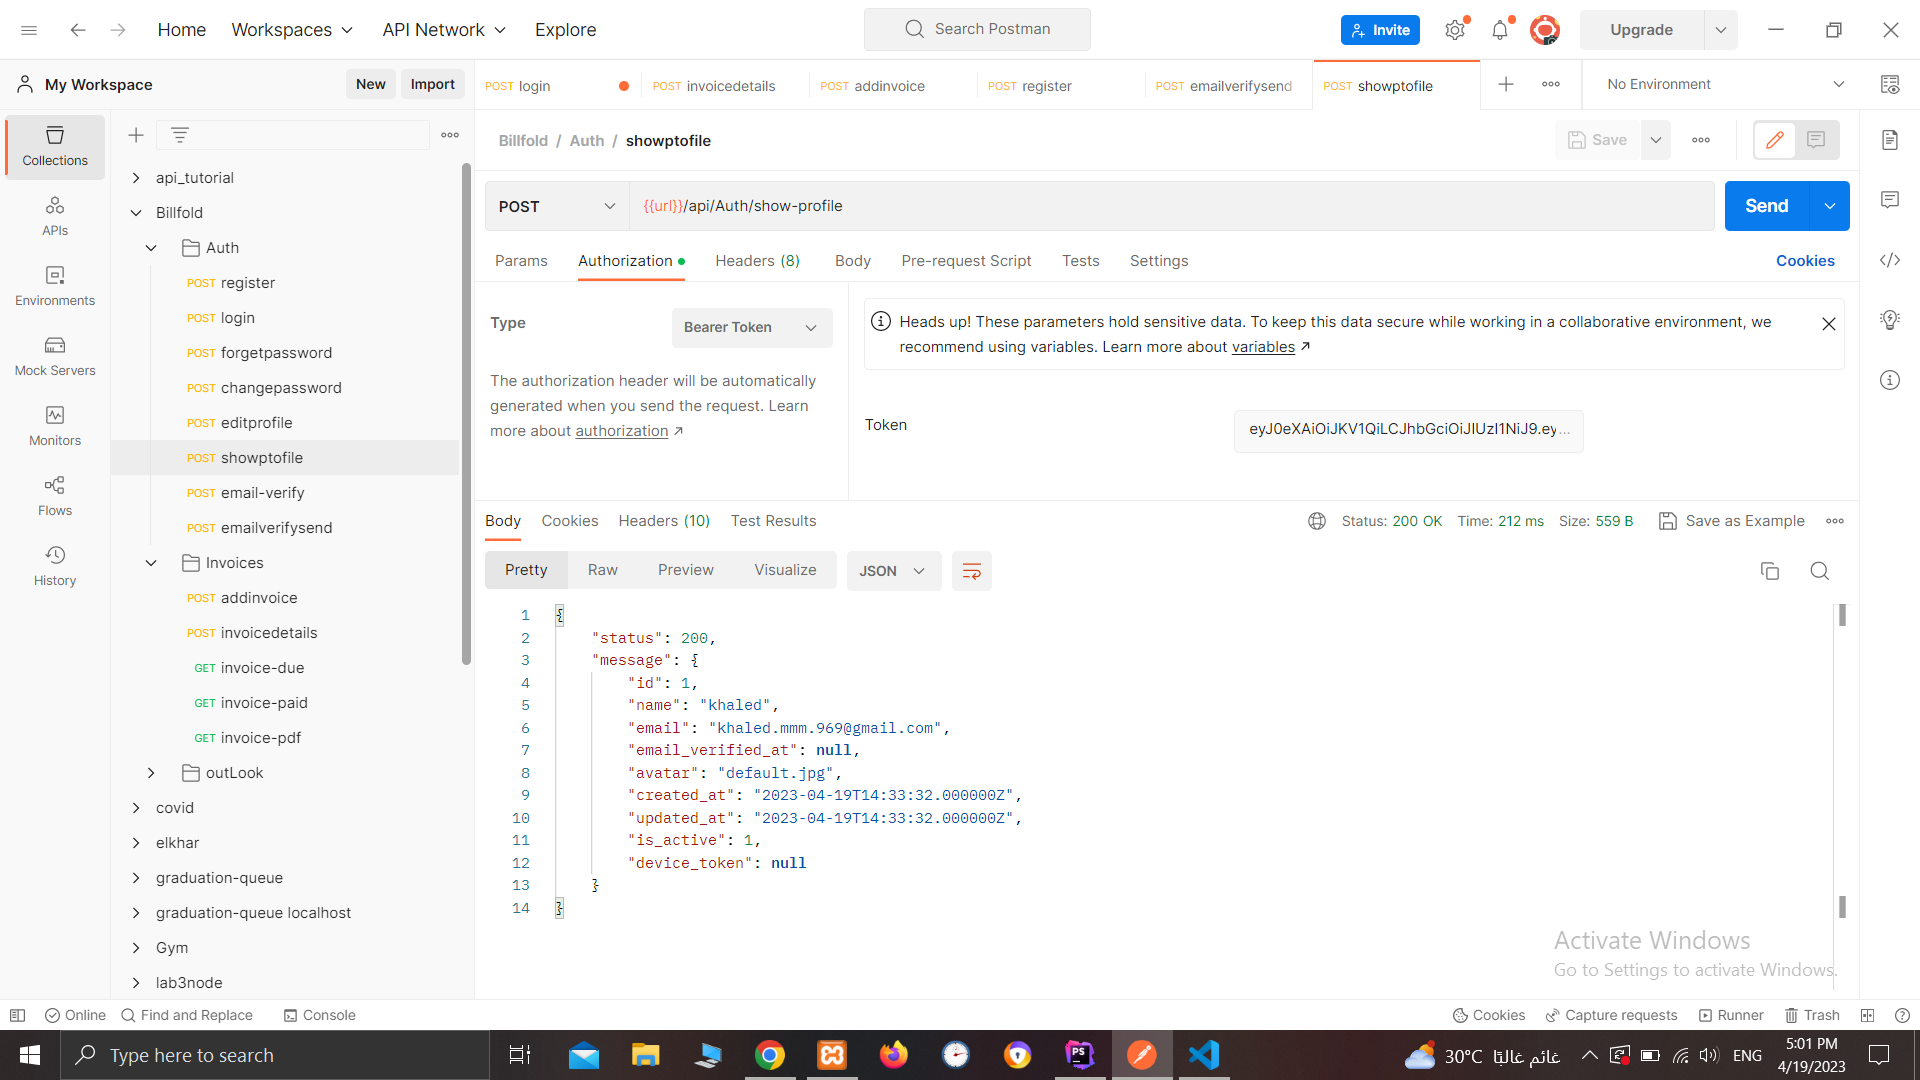 Home Workspaces API Network Explore Search Postman Invite Upgrade
My Workspace New Import POST login POST invoicedetails POST addinvoice POST register POST emailverifysend POST showptofile No Environment
Collections
APIs
Environments
Mock Servers
Monitors
Flows
History
api_tutorial
Billfold
Auth
POST register
POST login
POST forgetpassword
POST changepassword
POST editprofile
POST showptofile
POST email-verify
POST emailverifysend
Invoices
POST addinvoice
POST invoicedetails
GET invoice-due
GET invoice-paid
GET invoice-pdf
outLook
covid
elkhar
graduation-queue
graduation-queue localhost
Gym
lab3node
Billfold / Auth / showptofile Save
POST {{url}}/api/Auth/show-profile Send
Params Authorization Headers (8) Body Pre-request Script Tests Settings Cookies
Type Bearer Token
The authorization header will be automatically
generated when you send the request. Learn
more about authorization ↗
Heads up! These parameters hold sensitive data. To keep this data secure while working in a collaborative environment, we
recommend using variables. Learn more about variables ↗
Token eyJ0eXAiOiJKV1QiLCJhbGciOiJIUzI1NiJ9.ey...
Body Cookies Headers (10) Test Results Status: 200 OK Time: 212 ms Size: 559 B Save as Example
Pretty Raw Preview Visualize JSON
1 {
2 "status": 200,
3 "message": {
4 "id": 1,
5 "name": "khaled",
6 "email": "khaled.mmm.969@gmail.com",
7 "email_verified_at": null,
8 "avatar": "default.jpg",
9 "created_at": "2023-04-19T14:33:32.000000Z",
10 "updated_at": "2023-04-19T14:33:32.000000Z",
11 "is_active": 1,
12 "device_token": null
13 }
14 }
Activate Windows
Go to Settings to activate Windows.
Online Find and Replace Console Cookies Capture requests Runner Trash
Type here to search PS 30°C غائم غالبًا ENG 5:01 PM
4/19/2023